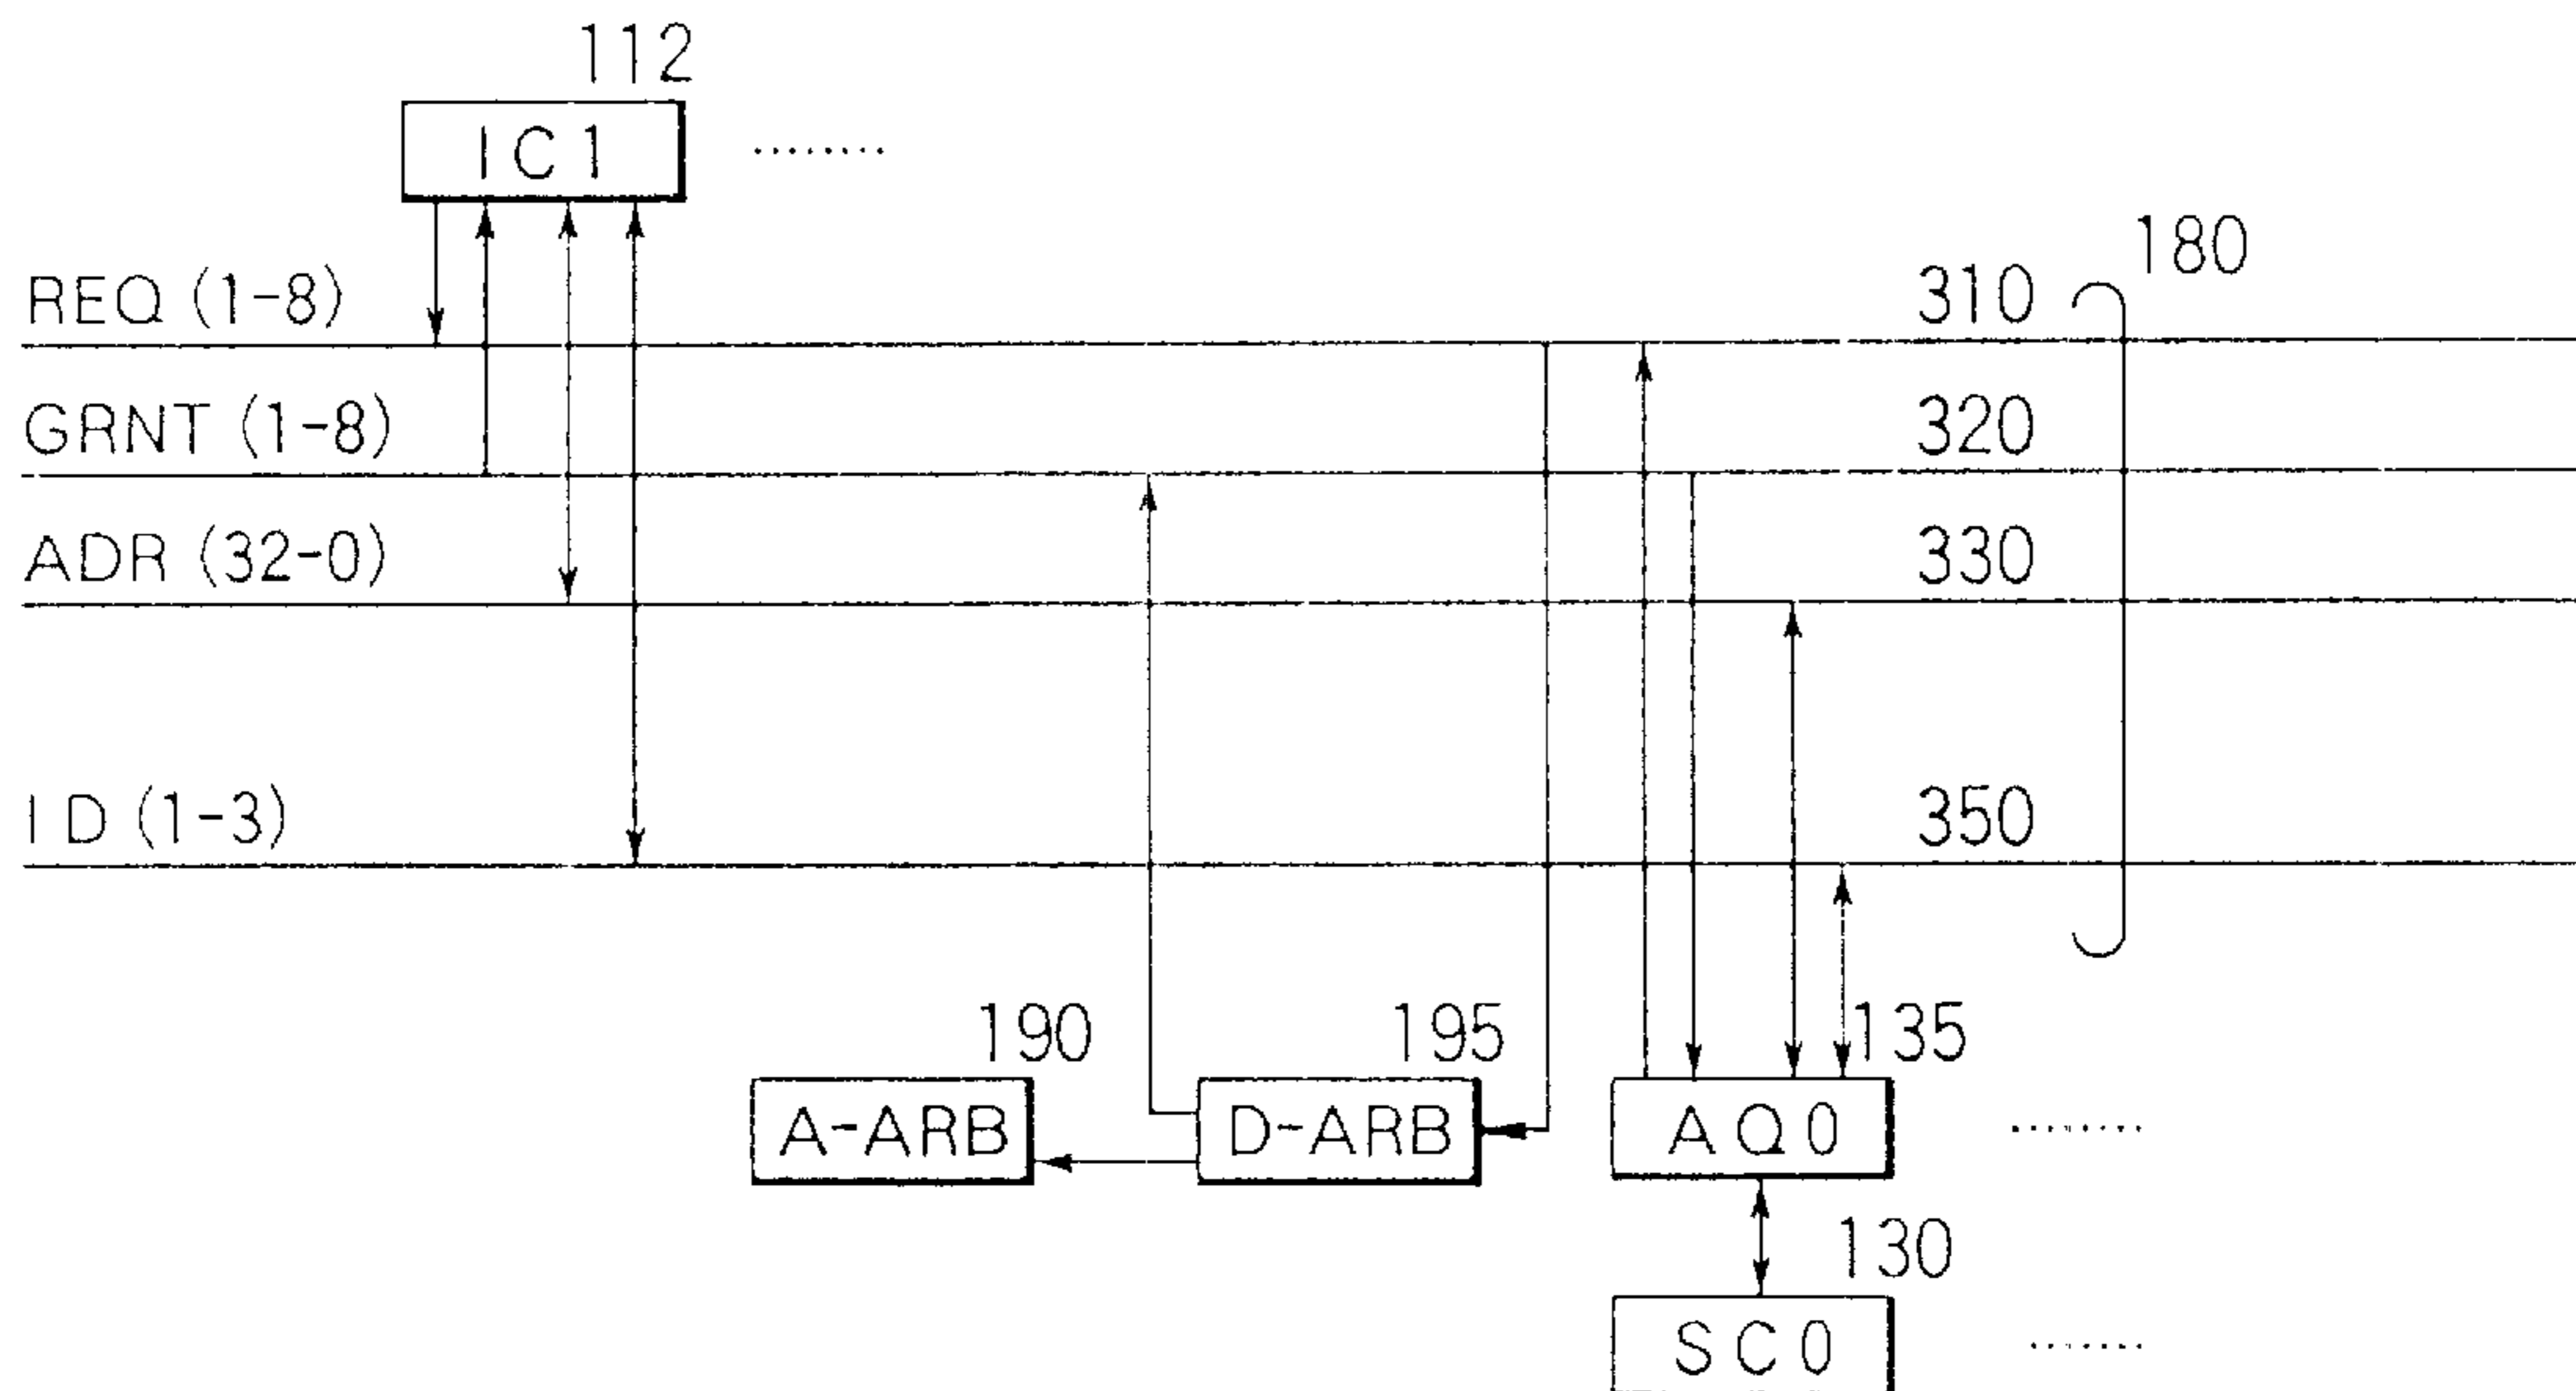 112
IC1
180
REQ (1-8)
310
GRNT (1-8)
320
ADR (32-0)
330
ID (1-3)
350
190
195
135
A-ARB
D-ARB
AQ0
130
SC0